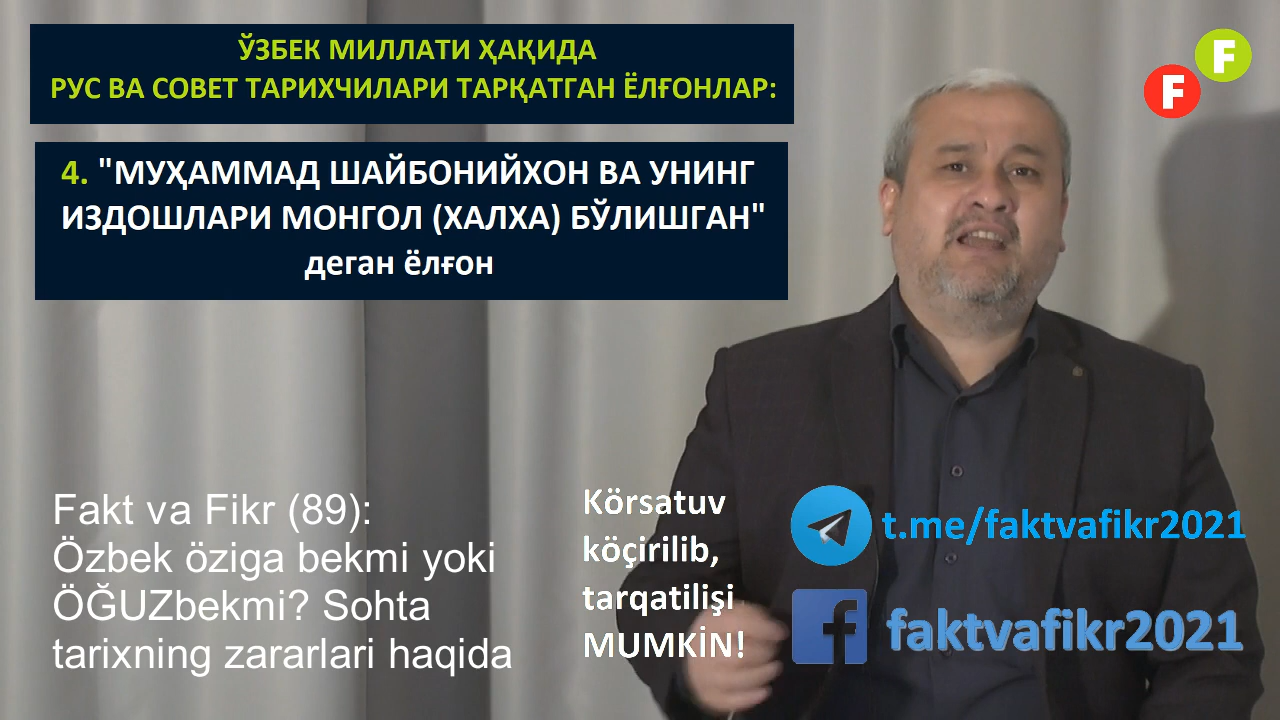 ЎЗБЕК МИЛЛАТИ ҲАҚИДА
РУС ВА СОВЕТ ТАРИХЧИЛАРИ ТАРҚАТГАН ЁЛҒОНЛАР:
F
F
4. "МУҲАММАД ШАЙБОНИЙХОН ВА УНИНГ
ИЗДОШЛАРИ МОНГОЛ (ХАЛХА) БЎЛИШГАН"
деган ёлғон
Fakt va Fikr (89):
Özbek öziga bekmi yoki
ÖĞUZbekmi? Sohta
tarixning zararlari haqida
Körsatuv
köçirilib,
tarqatilişi
MUMKİN!
t.me/faktvafikr2021
f
faktvafikr2021